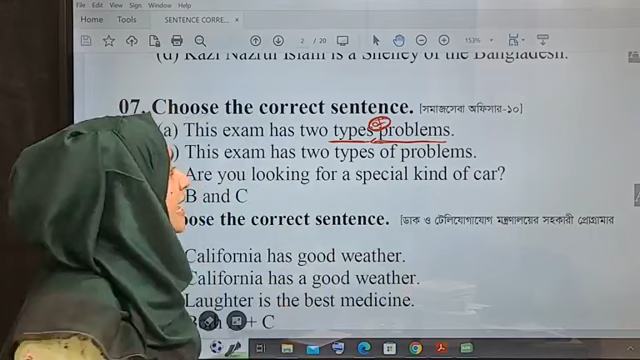 File Edit View Sign Window Help
Home Tools SENTENCE CORRE... ×
2 / 20 153%
(d) Kazi Nazrul Islam is a Shelley of the Bangladesh.
07. Choose the correct sentence. [সমাজসেবা অফিসার-১০]
(a) This exam has two types of problems.
This exam has two types of problems.
Are you looking for a special kind of car?
B and C
the correct sentence. [ডাক ও টেলিযোগাযোগ মন্ত্রণালয়ের সহকারী প্রোগ্রামার
California has good weather.
California has a good weather.
Laughter is the best medicine.
+ C